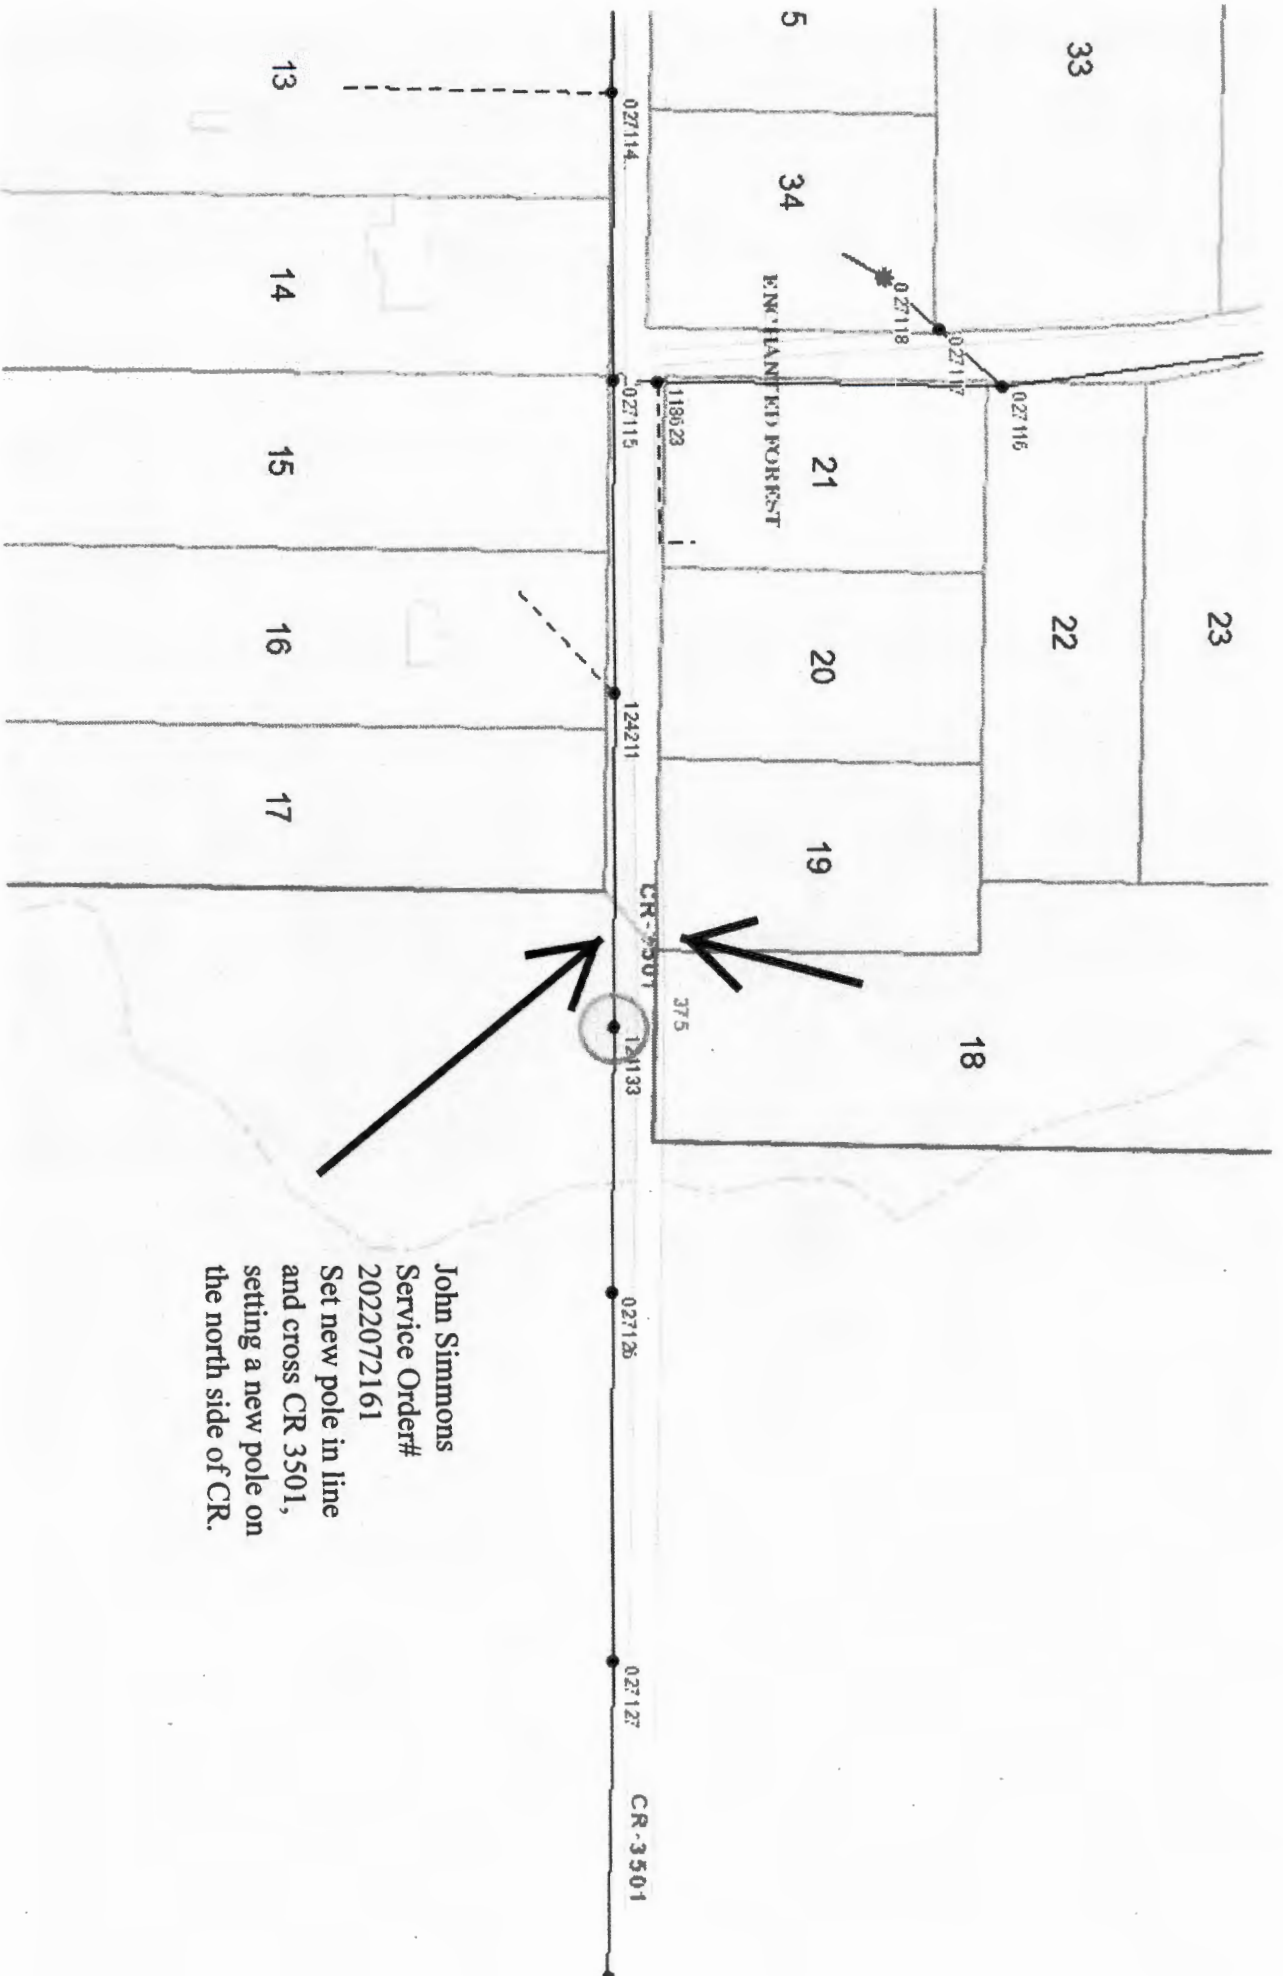 23
33
22
027116
18
027117
027118
5
34
21
20
19
ENCHANTED FOREST
118623
375
CR-3501
027114
027115
124211
027126
027127
CR-3501
13
14
15
16
17
John Simmons
Service Order#
2022072161
Set new pole in line
and cross CR 3501,
setting a new pole on
the north side of CR.